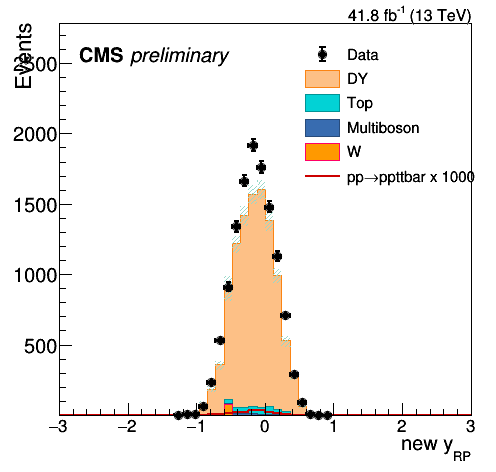 41.8 fb⁻¹ (13 TeV)
Events
CMS preliminary
Data
DY
Top
Multiboson
W
pp→ppttbar x 1000
2500
2000
1500
1000
500
−3 −2 −1 0 1 2 3
new y_RP